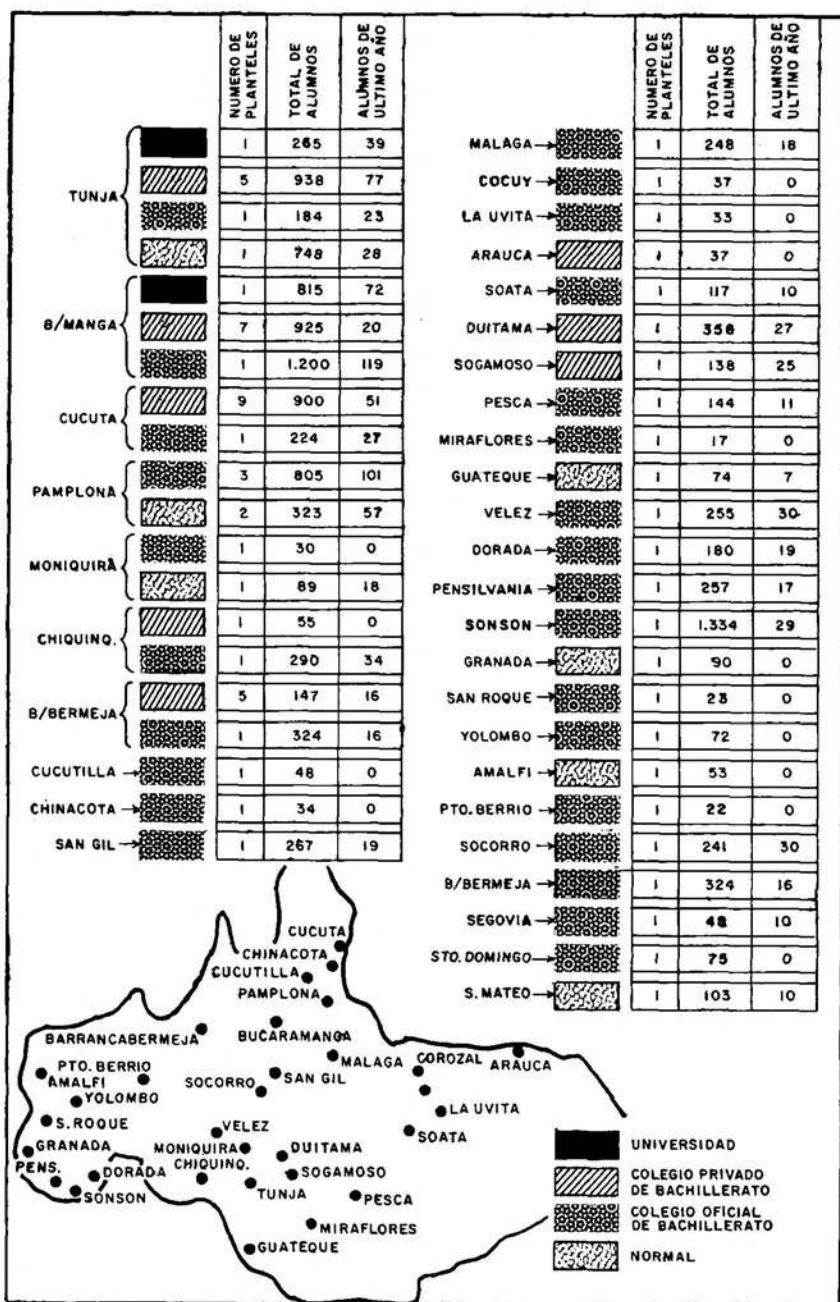 NUMERO DE PLANTELES TOTAL DE ALUMNOS ALUMNOS DE ULTIMO AÑO
TUNJA
1 265 39
5 938 77
1 184 23
1 748 28
B/MANGA
1 815 72
7 925 20
1 1.200 119
CUCUTA
9 900 51
1 224 27
PAMPLONA
3 805 101
2 323 57
MONIQUIRÁ
1 30 0
1 89 18
CHIQUINQ.
1 55 0
1 290 34
B/BERMEJA
5 147 16
1 324 16
CUCUTILLA 1 48 0
CHINACOTA 1 34 0
SAN GIL 1 267 19
NUMERO DE PLANTELES TOTAL DE ALUMNOS ALUMNOS DE ULTIMO AÑO
MALAGA 1 248 18
COCUY 1 37 0
LA UVITA 1 33 0
ARAUCA 1 37 0
SOATA 1 117 10
DUITAMA 1 358 27
SOGAMOSO 1 138 25
PESCA 1 144 11
MIRAFLORES 1 17 0
GUATEQUE 1 74 7
VELEZ 1 255 30
DORADA 1 180 19
PENSILVANIA 1 257 17
SONSON 1 1.334 29
GRANADA 1 90 0
SAN ROQUE 1 23 0
YOLOMBO 1 72 0
AMALFI 1 53 0
PTO. BERRIO 1 22 0
SOCORRO 1 241 30
B/BERMEJA 1 324 16
SEGOVIA 1 48 10
STO. DOMINGO 1 75 0
S. MATEO 1 103 10
CUCUTA
CHINACOTA
CUCUTILLA
PAMPLONA
BARRANCABERMEJA
BUCARAMANGA
MALAGA
COROZAL
ARAUCA
PTO. BERRIO
AMALFI
SOCORRO
SAN GIL
YOLOMBO
LA UVITA
S. ROQUE
VELEZ
SOATA
GRANADA
MONIQUIRA
DUITAMA
PENS.
DORADA
CHIQUINQ.
SOGAMOSO
SONSON
TUNJA
PESCA
MIRAFLORES
GUATEQUE
UNIVERSIDAD
COLEGIO PRIVADO
DE BACHILLERATO
COLEGIO OFICIAL
DE BACHILLERATO
NORMAL